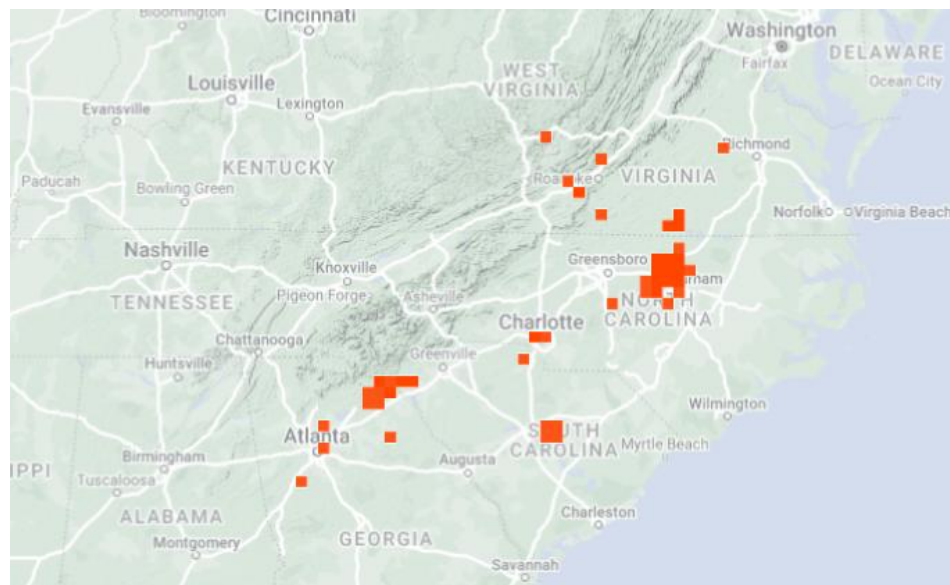 Bloomington
Cincinnati
Washington
DELAWARE
Fairfax
Ocean City
WEST
VIRGINIA
Louisville
Lexington
Evansville
Richmond
KENTUCKY
Paducah
Bowling Green
VIRGINIA
Norfolk
Virginia Beach
Nashville
Greensboro
Knoxville
Pigeon Forge
TENNESSEE
Asheville
CAROLINA
Charlotte
Chattanooga
Greenville
Huntsville
Wilmington
Atlanta
CAROLINA
Myrtle Beach
Birmingham
Augusta
Tuscaloosa
ALABAMA
Charleston
GEORGIA
Montgomery
Savannah